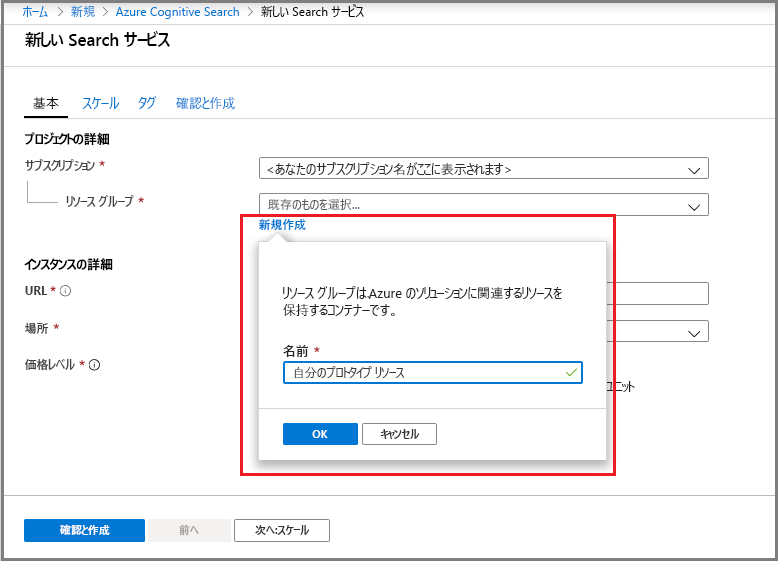 ホーム > 新規 > Azure Cognitive Search > 新しい Search サービス
新しい Search サービス
基本 スケール タグ 確認と作成
プロジェクトの詳細
サブスクリプション * <あなたのサブスクリプション名がここに表示されます>
リソース グループ * 既存のものを選択...
新規作成
インスタンスの詳細
URL *
場所 *
価格レベル *
リソース グループは、Azure のソリューションに関連するリソースを
保持するコンテナーです。
名前 *
自分のプロトタイプ リソース
OK キャンセル
ユニット
確認と作成 前へ 次へ:スケール